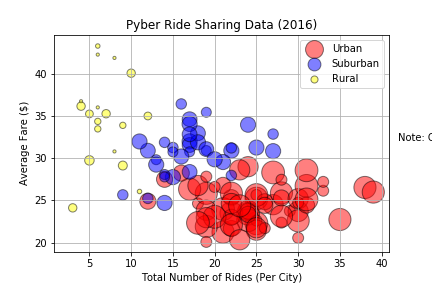 Pyber Ride Sharing Data (2016)
Urban
Suburban
Rural
Average Fare ($)
40
35
30
25
20
Note:
5 10 15 20 25 30 35 40
Total Number of Rides (Per City)